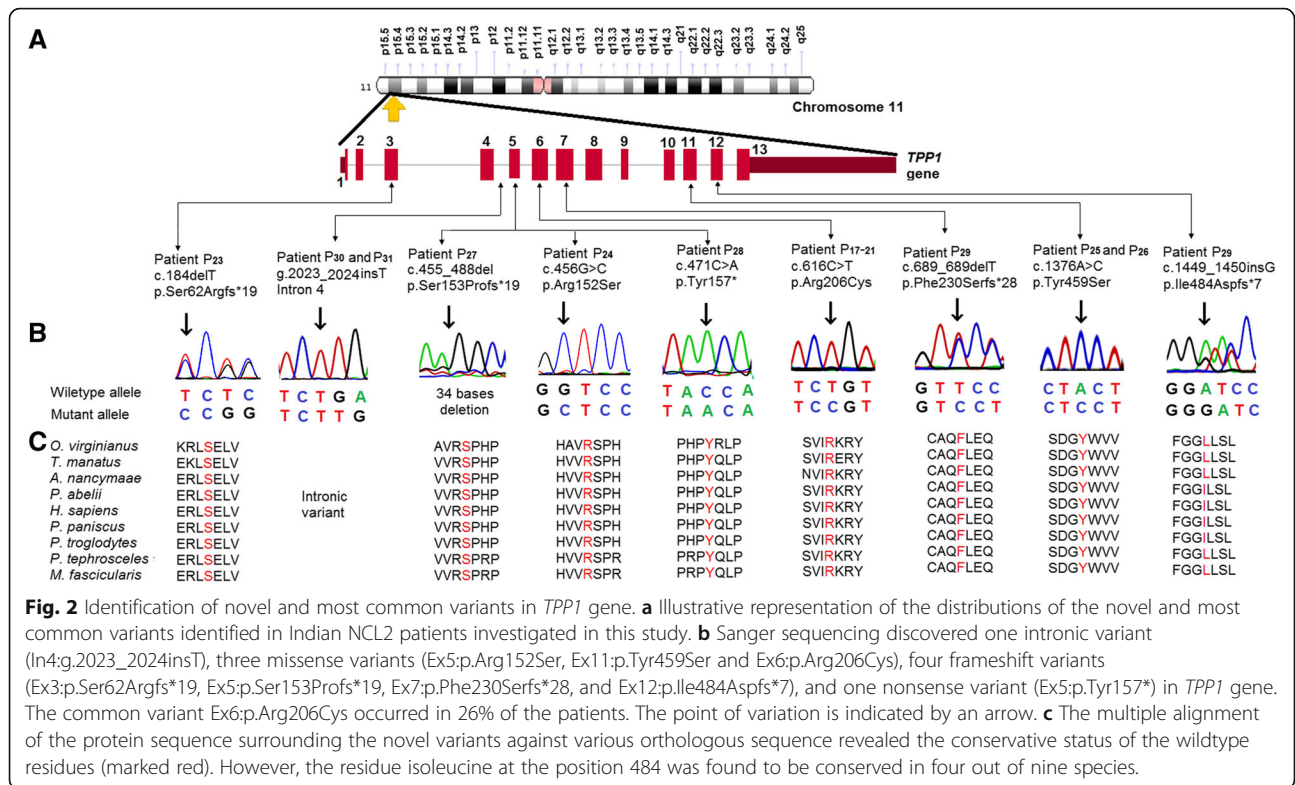 A
p15.5 p15.4 p15.3 p15.2 p15.1 p14.3 p14.2 p13 p12 p11.2 p11.12 p11.11 q12.1 q12.2 q13.1 q13.2 q13.3 q13.4 q13.5 q14.1 q14.3 q21 q22.1 q22.2 q22.3 q23.2 q23.3 q24.1 q24.2 q25
11
Chromosome 11
1 2 3 4 5 6 7 8 9 10 11 12 13
TPP1
gene
Patient P23
c.184delT
p.Ser62Argfs*19
Patient P30 and P31
g.2023_2024insT
Intron 4
Patient P27
c.455_488del
p.Ser153Profs*19
Patient P24
c.456G>C
p.Arg152Ser
Patient P28
c.471C>A
p.Tyr157*
Patient P17-21
c.616C>T
p.Arg206Cys
Patient P29
c.689_689delT
p.Phe230Serfs*28
Patient P25 and P26
c.1376A>C
p.Tyr459Ser
Patient P29
c.1449_1450insG
p.Ile484Aspfs*7
B
Wiletype allele T C T C T C T G A 34 bases G G T C C T A C C A T C T G T G T T C C C T A C T G G A T C C
Mutant allele C C G G T C T T G deletion G C T C C T A A C A T C C G T G T C C T C T C C T G G G A T C
C
O. virginianus KRLSELV AVRSPHP HAVRSPH PHPYRLP SVIRKRY CAQFLEQ SDGYWVV FGGLLSL
T. manatus EKLSELV VVRSPHP HVVRSPH PHPYQLP SVIRERY CAQFLEQ SDGYWVV FGGLLSL
A. nancymaae ERLSELV VVRSPHP HVVRSPH PHPYQLP NVIRKRY CAQFLEQ SDGYWVV FGGLLSL
P. abelii ERLSELV Intronic VVRSPHP HVVRSPH PHPYQLP SVIRKRY CAQFLEQ SDGYWVV FGGILSL
H. sapiens ERLSELV variant VVRSPHP HVVRSPH PHPYQLP SVIRKRY CAQFLEQ SDGYWVV FGGILSL
P. paniscus ERLSELV VVRSPHP HVVRSPH PHPYQLP SVIRKRY CAQFLEQ SDGYWVV FGGILSL
P. troglodytes ERLSELV VVRSPHP HVVRSPH PHPYQLP SVIRKRY CAQFLEQ SDGYWVV FGGILSL
P. tephrosceles ERLSELV VVRSPRP HVVRSPR PRPYQLP SVIRKRY CAQFLEQ SDGYWVV FGGLLSL
M. fascicularis ERLSELV VVRSPRP HVVRSPR PRPYQLP SVIRKRY CAQFLEQ SDGYWVV FGGLLSL
Fig. 2 Identification of novel and most common variants in TPP1 gene. a Illustrative representation of the distributions of the novel and most
common variants identified in Indian NCL2 patients investigated in this study. b Sanger sequencing discovered one intronic variant
(In4:g.2023_2024insT), three missense variants (Ex5:p.Arg152Ser, Ex11:p.Tyr459Ser and Ex6:p.Arg206Cys), four frameshift variants
(Ex3:p.Ser62Argfs*19, Ex5:p.Ser153Profs*19, Ex7:p.Phe230Serfs*28, and Ex12:p.Ile484Aspfs*7), and one nonsense variant (Ex5:p.Tyr157*) in TPP1 gene.
The common variant Ex6:p.Arg206Cys occurred in 26% of the patients. The point of variation is indicated by an arrow. c The multiple alignment
of the protein sequence surrounding the novel variants against various orthologous sequence revealed the conservative status of the wildtype
residues (marked red). However, the residue isoleucine at the position 484 was found to be conserved in four out of nine species.